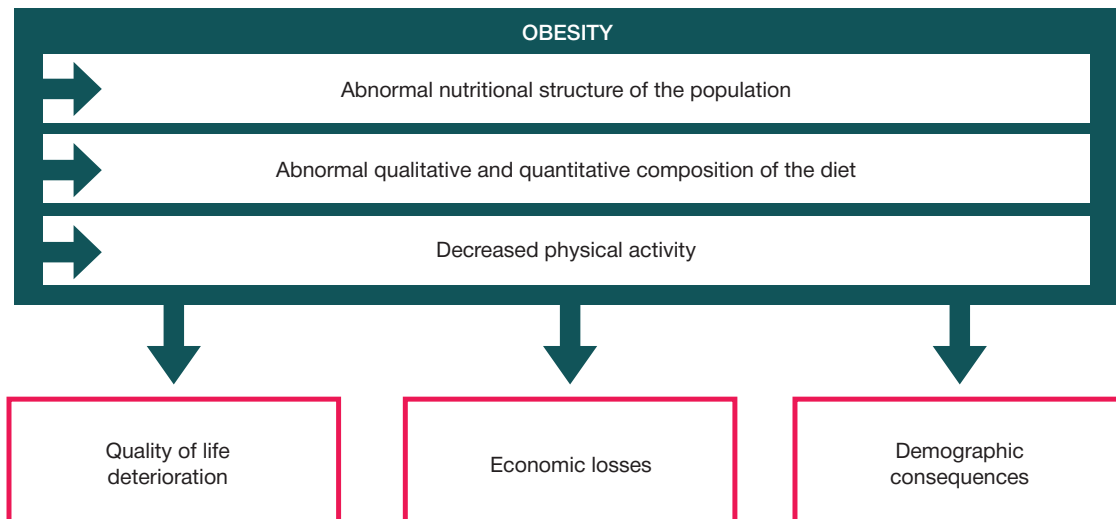 OBESITY
Abnormal nutritional structure of the population
Abnormal qualitative and quantitative composition of the diet
Decreased physical activity
Quality of life
deterioration
Economic losses
Demographic
consequences